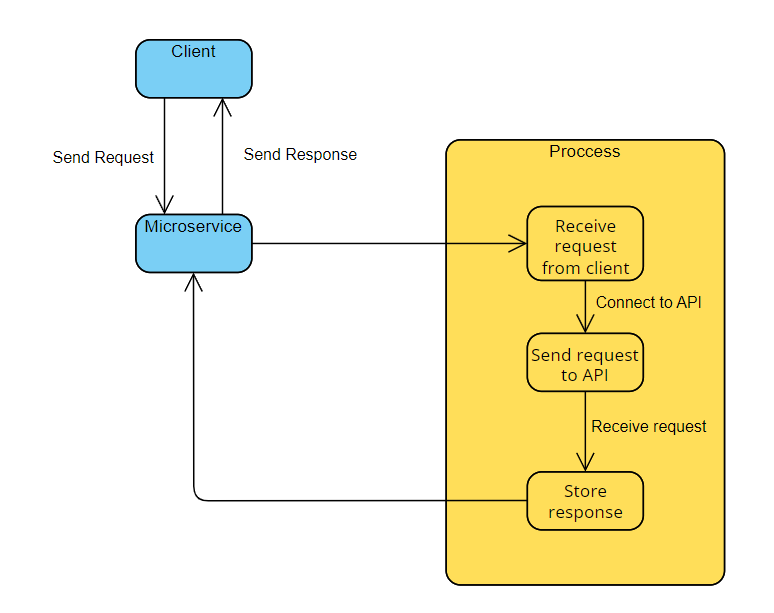 Client
Send Request
Send Response
Microservice
Proccess
Receive
request
from client
Connect to API
Send request
to API
Receive request
Store
response